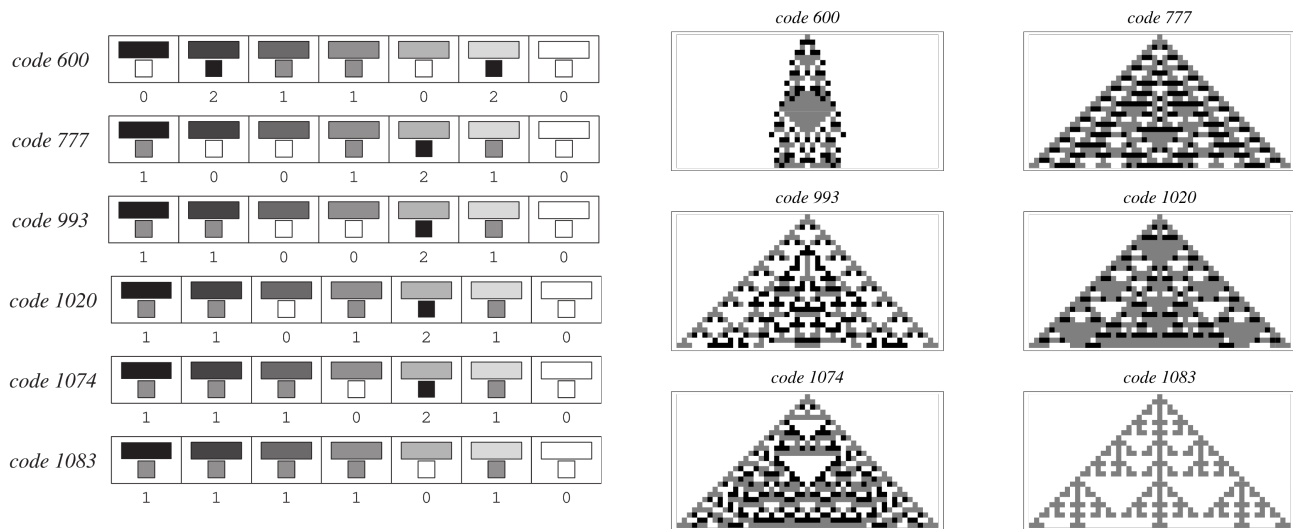 code 600
0 2 1 1 0 2 0
code 777
1 0 0 1 2 1 0
code 993
1 1 0 0 2 1 0
code 1020
1 1 0 1 2 1 0
code 1074
1 1 1 0 2 1 0
code 1083
1 1 1 1 0 1 0
code 600
code 777
code 993
code 1020
code 1074
code 1083